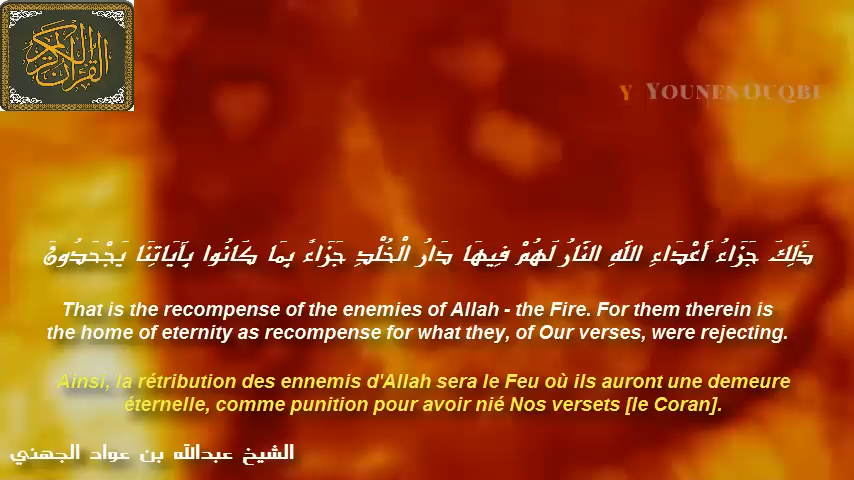 القرآن الكريم
Y YOUNES OUQBI
ذَٰلِكَ جَزَاءُ أَعْدَاءِ اللَّهِ النَّارُ لَهُمْ فِيهَا دَارُ الْخُلْدِ جَزَاءً بِمَا كَانُوا بِآيَاتِنَا يَجْحَدُونَ
That is the recompense of the enemies of Allah - the Fire. For them therein is
the home of eternity as recompense for what they, of Our verses, were rejecting.
Ainsi, la rétribution des ennemis d'Allah sera le Feu où ils auront une demeure
éternelle, comme punition pour avoir nié Nos versets [le Coran].
الشيخ عبدالله بن عواد الجهني